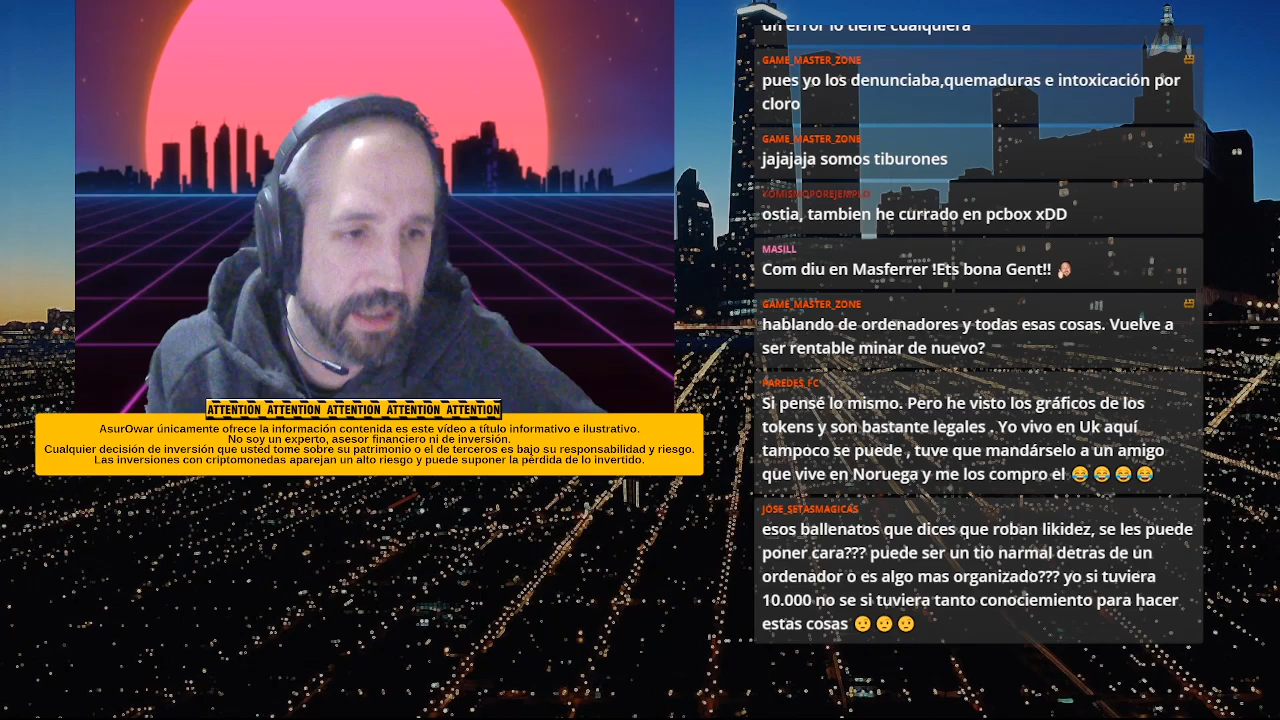 un error lo tiene cualquiera
GAME_MASTER_ZONE
pues yo los denunciaba,quemaduras e intoxicación por
cloro
GAME_MASTER_ZONE
jajajaja somos tiburones
YOMISMOPOREJEMPLO
ostia, tambien he currado en pcbox xDD
MASILL
Com diu en Masferrer !Ets bona Gent!!
GAME_MASTER_ZONE
hablando de ordenadores y todas esas cosas. Vuelve a
ser rentable minar de nuevo?
PAREDES_FC
Si pensé lo mismo. Pero he visto los gráficos de los
tokens y son bastante legales . Yo vivo en Uk aquí
tampoco se puede , tuve que mandárselo a un amigo
que vive en Noruega y me los compro el 😂 😂 😂 😂
JOSE_SETASMAGICAS
esos ballenatos que dices que roban likidez, se les puede
poner cara??? puede ser un tio narmal detras de un
ordenador o es algo mas organizado??? yo si tuviera
10.000 no se si tuviera tanto conociemiento para hacer
estas cosas
ATTENTION ATTENTION ATTENTION ATTENTION ATTENTION
AsurOwar únicamente ofrece la información contenida es este vídeo a título informativo e ilustrativo.
No soy un experto, asesor financiero ni de inversión.
Cualquier decisión de inversión que usted tome sobre su patrimonio o el de terceros es bajo su responsabilidad y riesgo.
Las inversiones con criptomonedas aparejan un alto riesgo y puede suponer la pérdida de lo invertido.